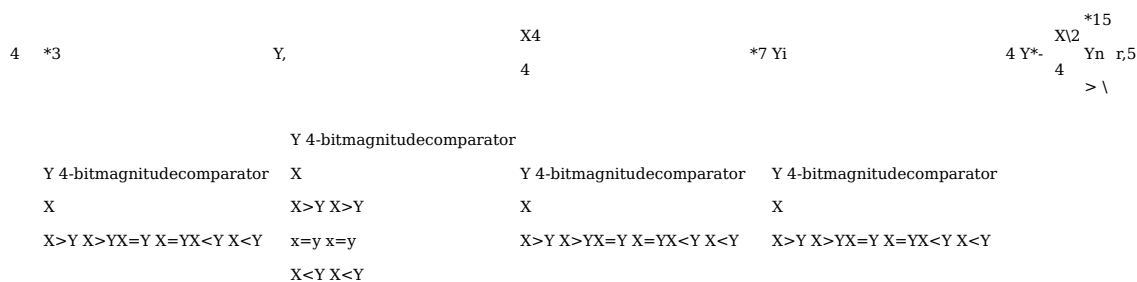 *15
X4 X\2
4 *3 Y, *7 Yi 4 Y*- Yn r,5
4 4
> \
Y 4-bitmagnitudecomparator
Y 4-bitmagnitudecomparator X Y 4-bitmagnitudecomparator Y 4-bitmagnitudecomparator
X X>Y X>Y X X
X>Y X>YX=Y X=YX<Y X<Y x=y x=y X>Y X>YX=Y X=YX<Y X<Y X>Y X>YX=Y X=YX<Y X<Y
X<Y X<Y